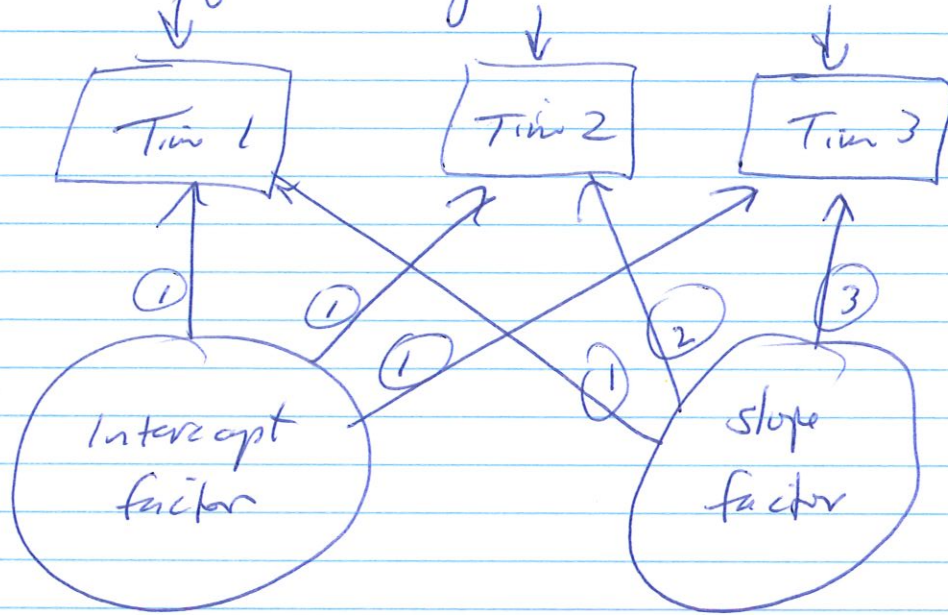 Time 1 Time 2 Time 3
① ① ① ① ② ③
Intercept slope
factor factor